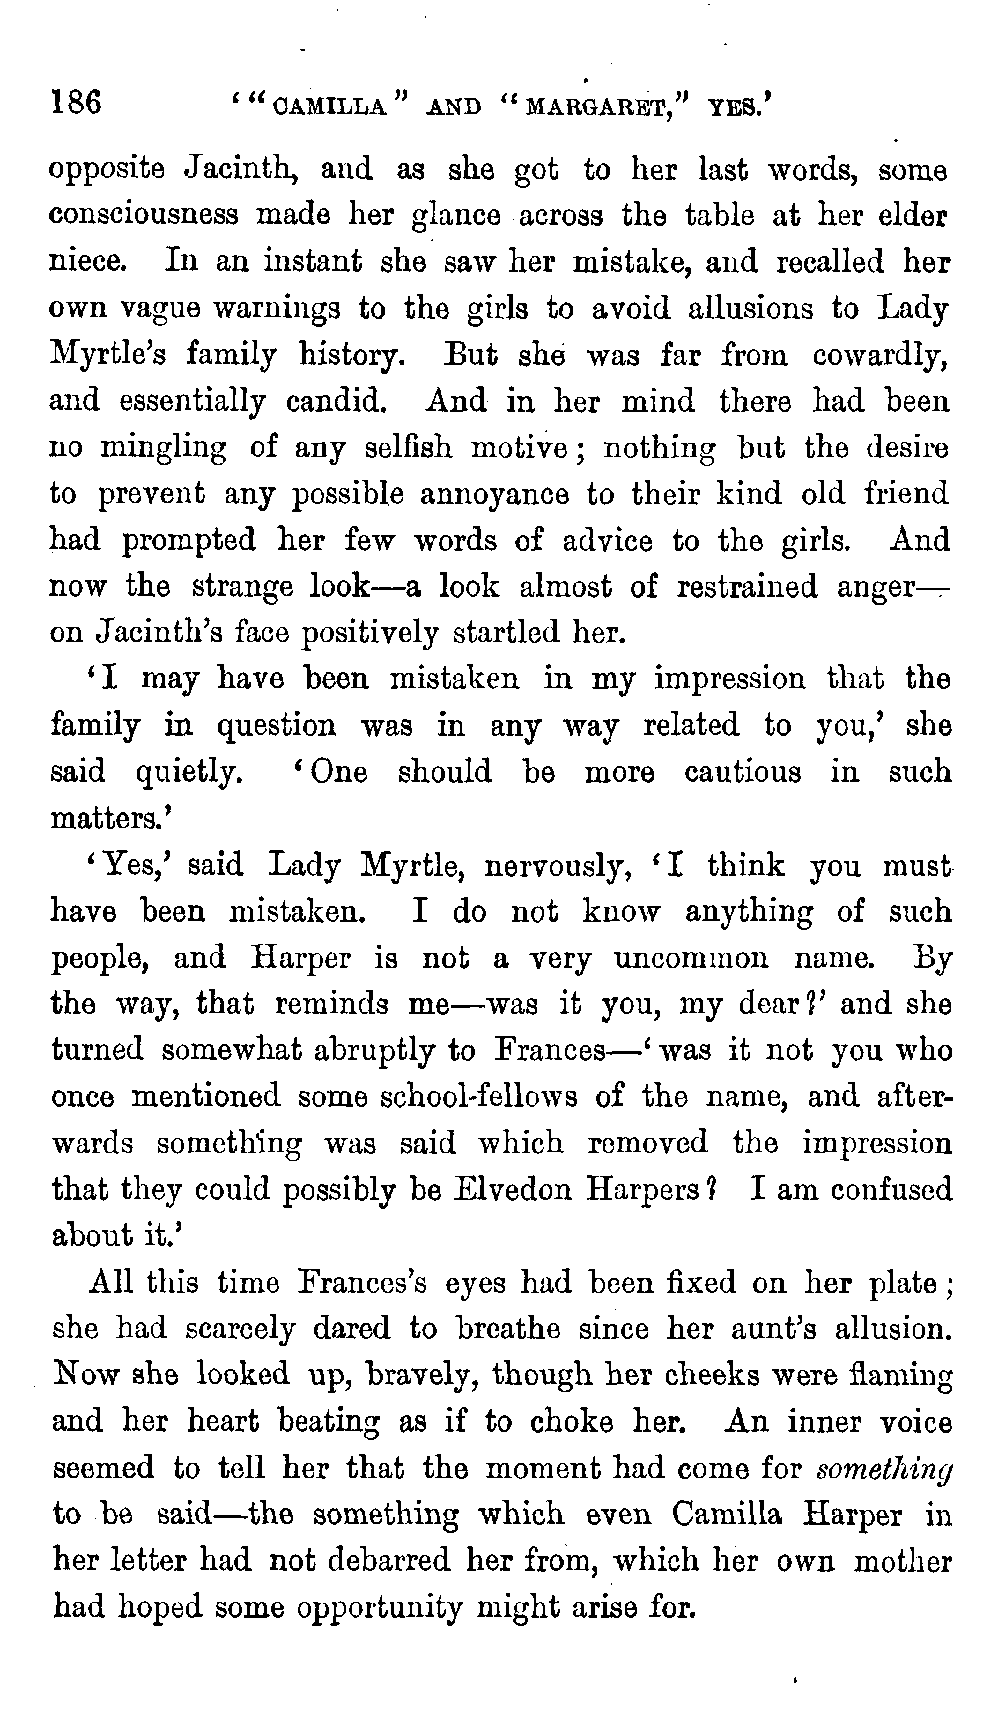 186 ‘ “CAMILLA” AND “MARGARET,” YES.’
opposite Jacinth, and as she got to her last words, some
consciousness made her glance across the table at her elder
niece. In an instant she saw her mistake, and recalled her
own vague warnings to the girls to avoid allusions to Lady
Myrtle’s family history. But she was far from cowardly,
and essentially candid. And in her mind there had been
no mingling of any selfish motive; nothing but the desire
to prevent any possible annoyance to their kind old friend
had prompted her few words of advice to the girls. And
now the strange look—a look almost of restrained anger—
on Jacinth’s face positively startled her.
‘I may have been mistaken in my impression that the
family in question was in any way related to you,’ she
said quietly. ‘One should be more cautious in such
matters.’
‘Yes,’ said Lady Myrtle, nervously, ‘I think you must
have been mistaken. I do not know anything of such
people, and Harper is not a very uncommon name. By
the way, that reminds me—was it you, my dear?’ and she
turned somewhat abruptly to Frances—‘was it not you who
once mentioned some school-fellows of the name, and after-
wards something was said which removed the impression
that they could possibly be Elvedon Harpers? I am confused
about it.’
All this time Frances’s eyes had been fixed on her plate;
she had scarcely dared to breathe since her aunt’s allusion.
Now she looked up, bravely, though her cheeks were flaming
and her heart beating as if to choke her. An inner voice
seemed to tell her that the moment had come for something
to be said—the something which even Camilla Harper in
her letter had not debarred her from, which her own mother
had hoped some opportunity might arise for.